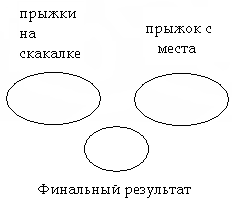 прыжки
на
скакалке
прыжок с
места
Финальный результат